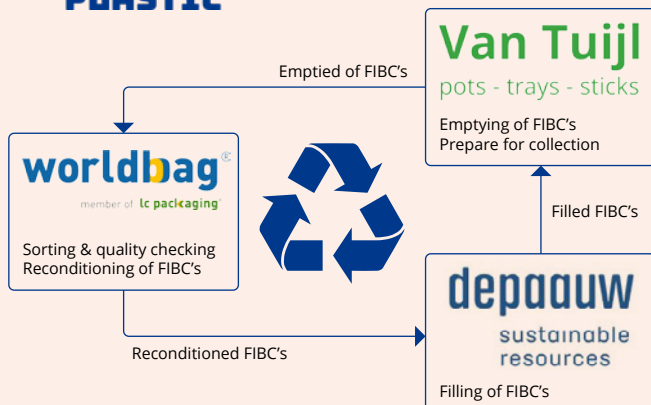 PLASTIC
Van Tuijl
pots - trays - sticks
Emptying of FIBC's
Prepare for collection
Emptied of FIBC's
worldbag®
member of lc packaging
Sorting & quality checking
Reconditioning of FIBC's
Filled FIBC's
depaauw
sustainable
resources
Filling of FIBC's
Reconditioned FIBC's